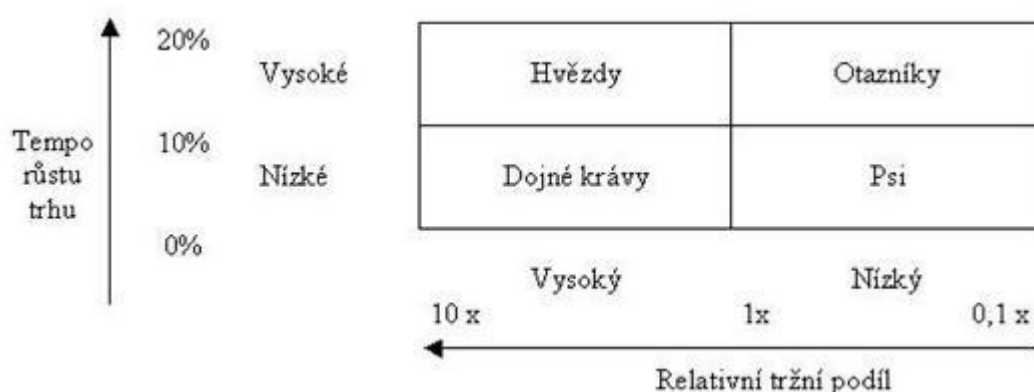 20%
Vysoké
Hvězdy
Otazníky
Tempo
růstu
trhu
10%
Nízké
Dojné krávy
Psi
0%
Vysoký
Nízký
10 x
1x
0,1 x
Relativní tržní podíl